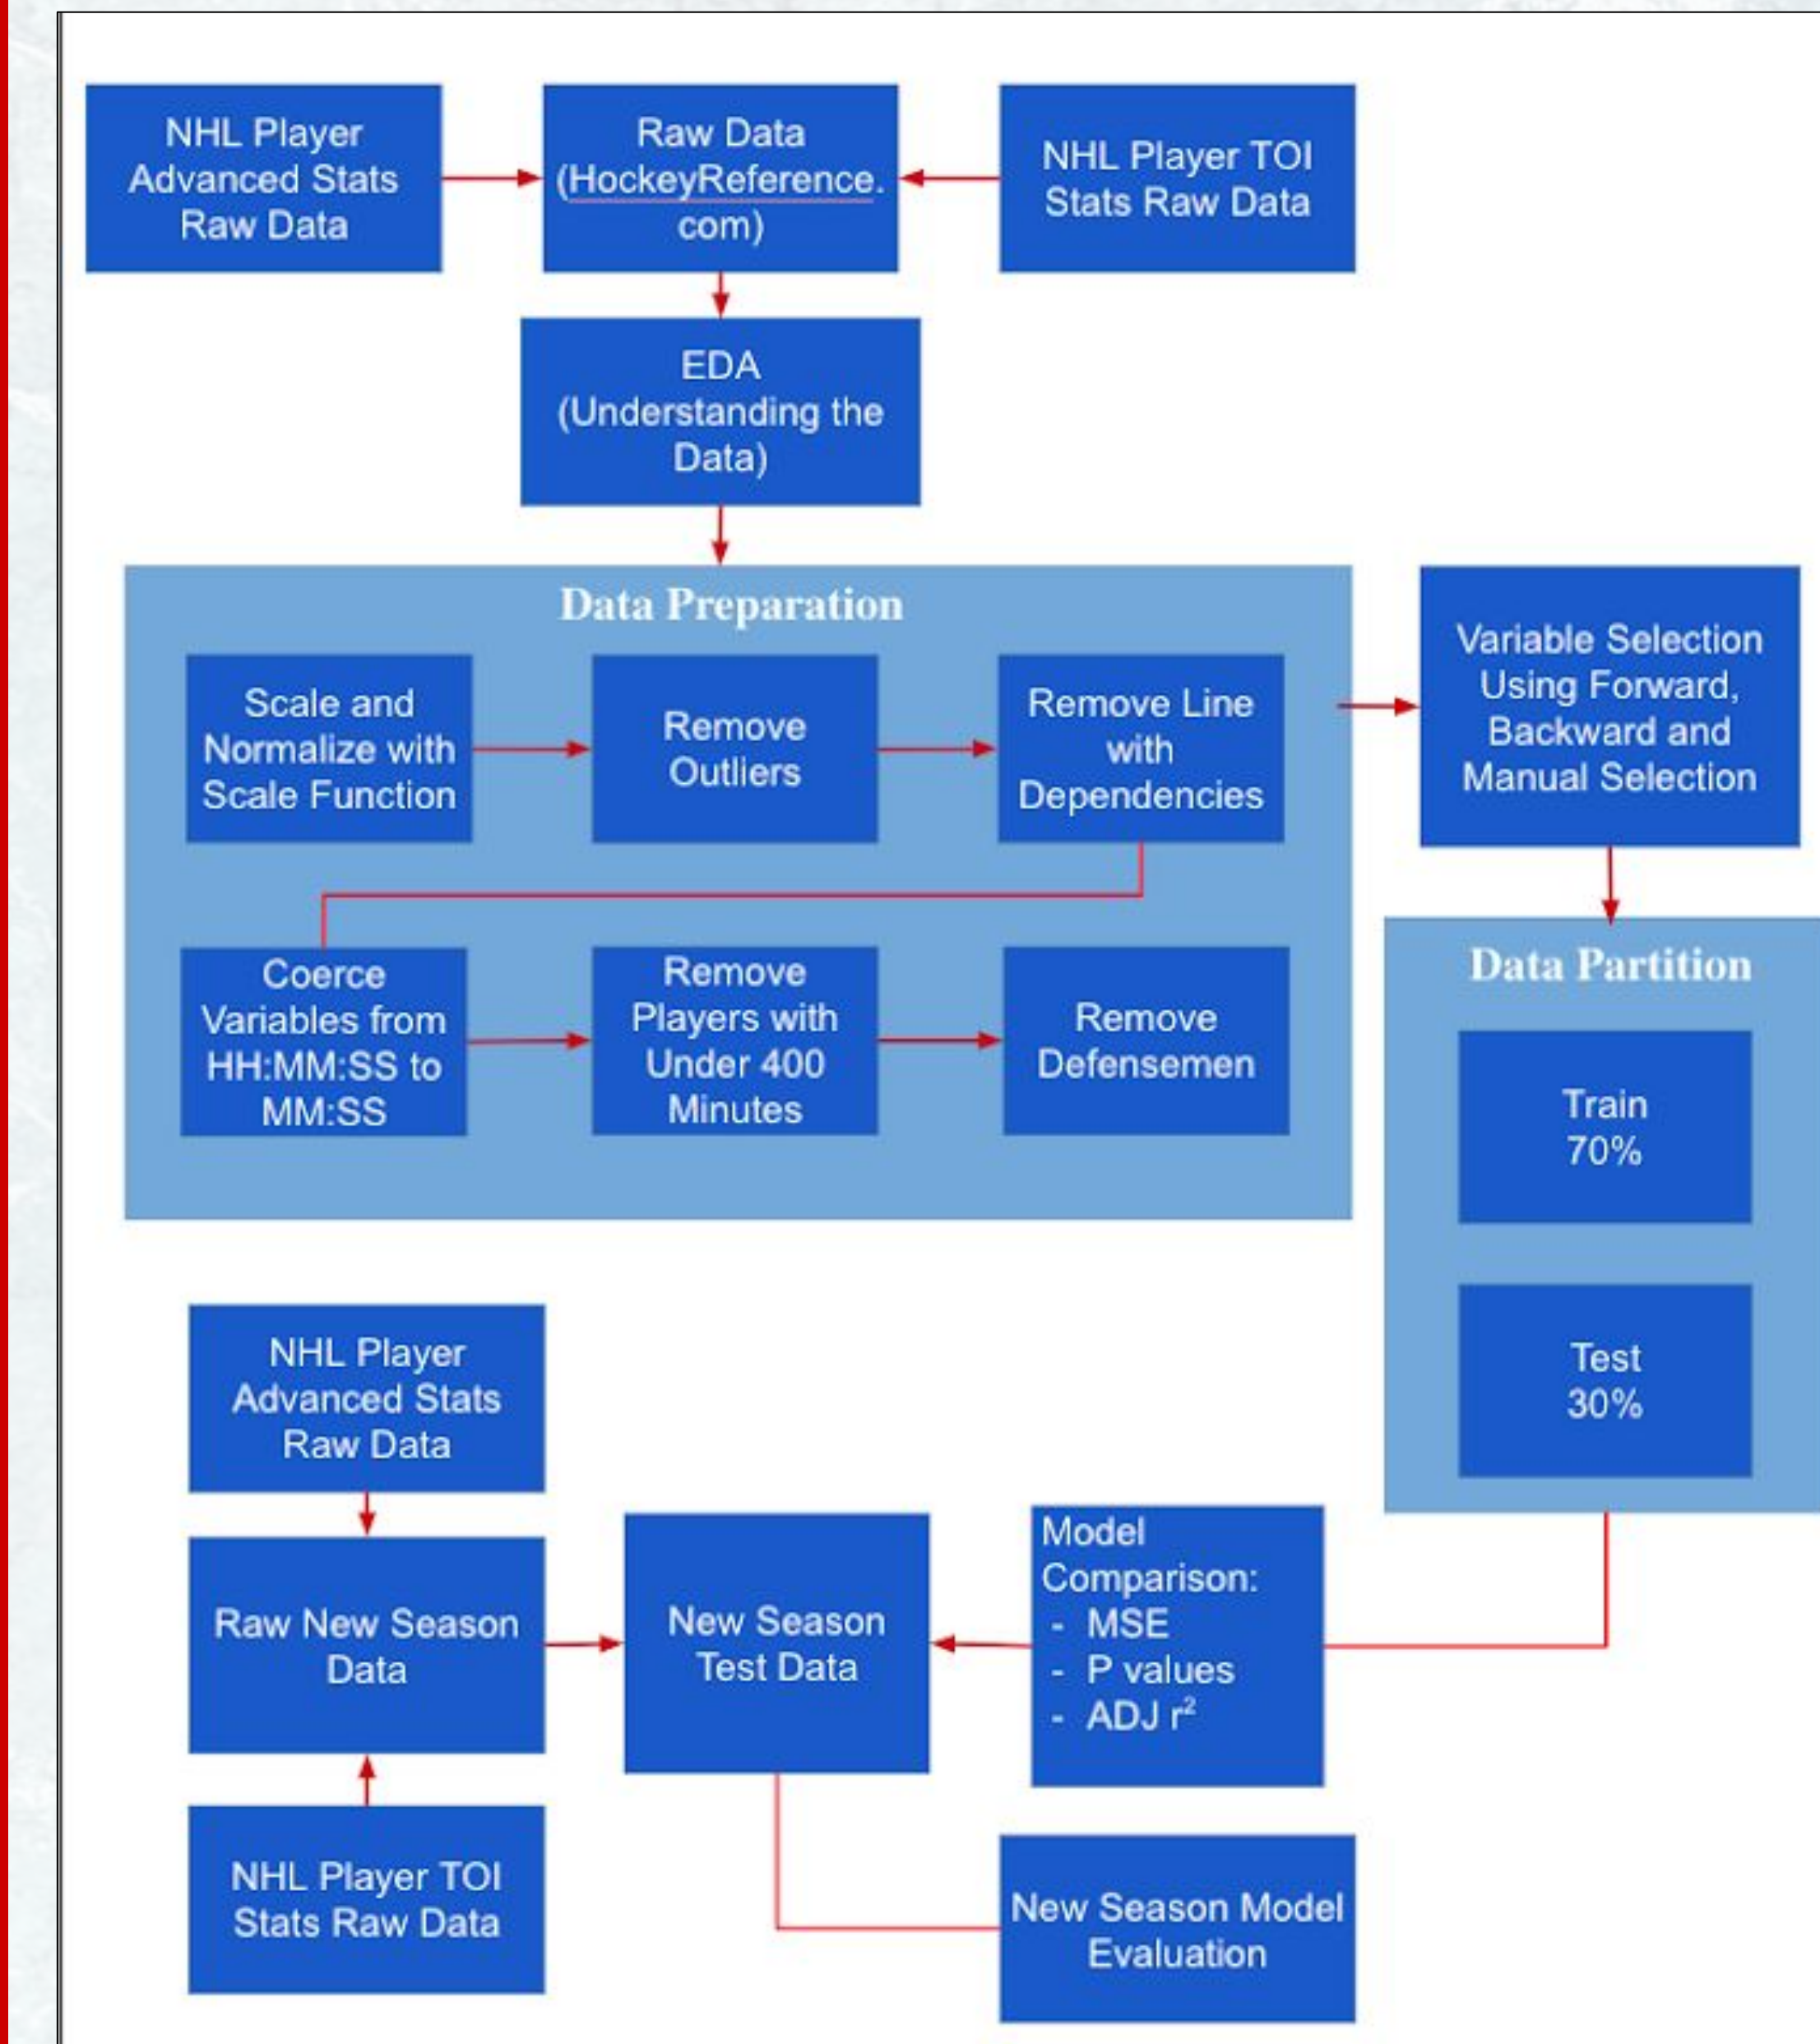 NHL Player
Advanced Stats
Raw Data
Raw Data
(HockeyReference.
com)
NHL Player TOI
Stats Raw Data
EDA
(Understanding the
Data)
Data Preparation
Scale and
Normalize with
Scale Function
Remove
Outliers
Remove Line
with
Dependencies
Coerce
Variables from
HH:MM:SS to
MM:SS
Remove
Players with
Under 400
Minutes
Remove
Defensemen
Variable Selection
Using Forward,
Backward and
Manual Selection
Data Partition
Train
70%
Test
30%
NHL Player
Advanced Stats
Raw Data
Raw New Season
Data
NHL Player TOI
Stats Raw Data
New Season
Test Data
Model
Comparison:
- MSE
- P values
- ADJ r²
New Season Model
Evaluation